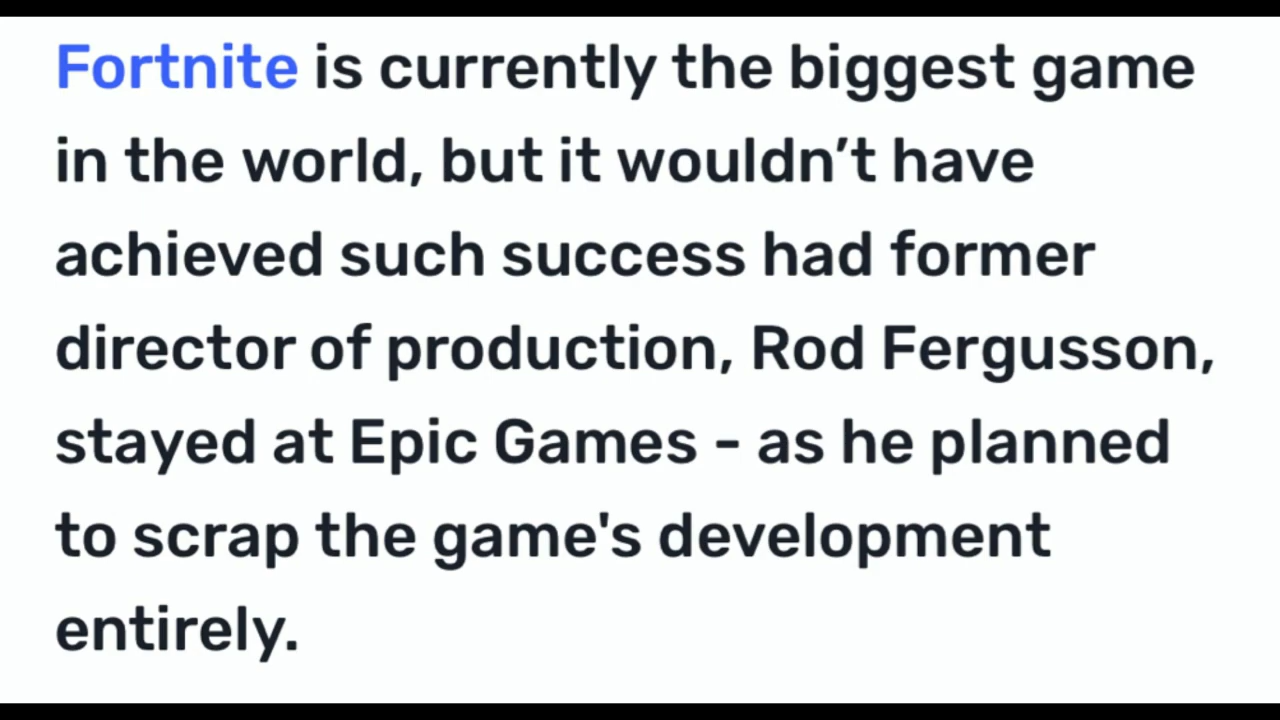 Fortnite is currently the biggest game
in the world, but it wouldn’t have
achieved such success had former
director of production, Rod Fergusson,
stayed at Epic Games - as he planned
to scrap the game's development
entirely.